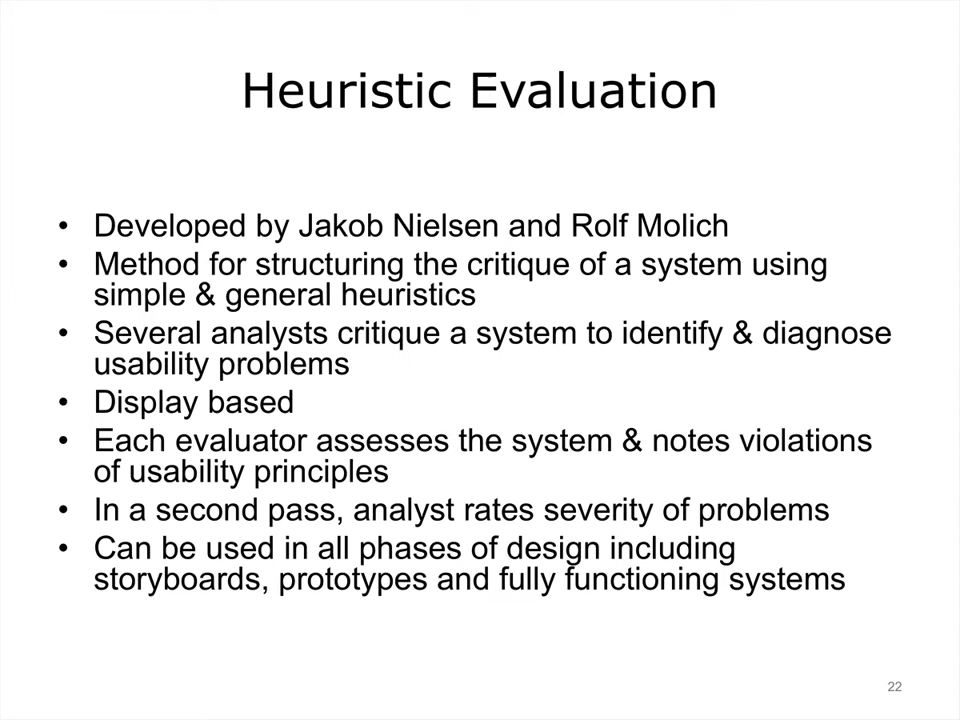 Heuristic Evaluation
• Developed by Jakob Nielsen and Rolf Molich
• Method for structuring the critique of a system using
simple & general heuristics
• Several analysts critique a system to identify & diagnose
usability problems
• Display based
• Each evaluator assesses the system & notes violations
of usability principles
• In a second pass, analyst rates severity of problems
• Can be used in all phases of design including
storyboards, prototypes and fully functioning systems
22